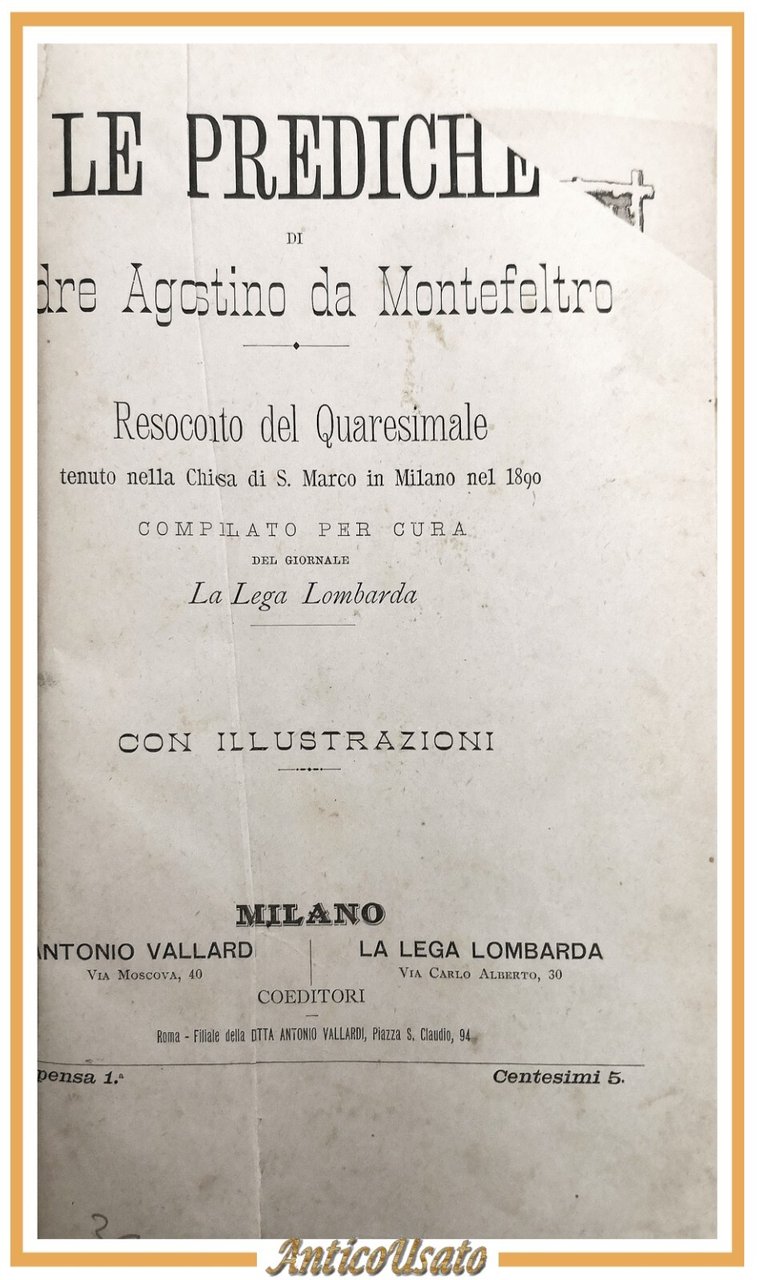 LE PREDICHE
DI
dre Agostino da Montefeltro
Resoconto del Quaresimale
tenuto nella Chiesa di S. Marco in Milano nel 1890
COMPILATO PER CURA
DEL GIORNALE
La Lega Lombarda
CON ILLUSTRAZIONI
MILANO
ANTONIO VALLARD
Via Moscova, 40
LA LEGA LOMBARDA
Via Carlo Alberto, 30
COEDITORI
Roma - Filiale della DTTA ANTONIO VALLARDI, Piazza S. Claudio, 94
pensa 1.ª
Centesimi 5.
AnticoUsato